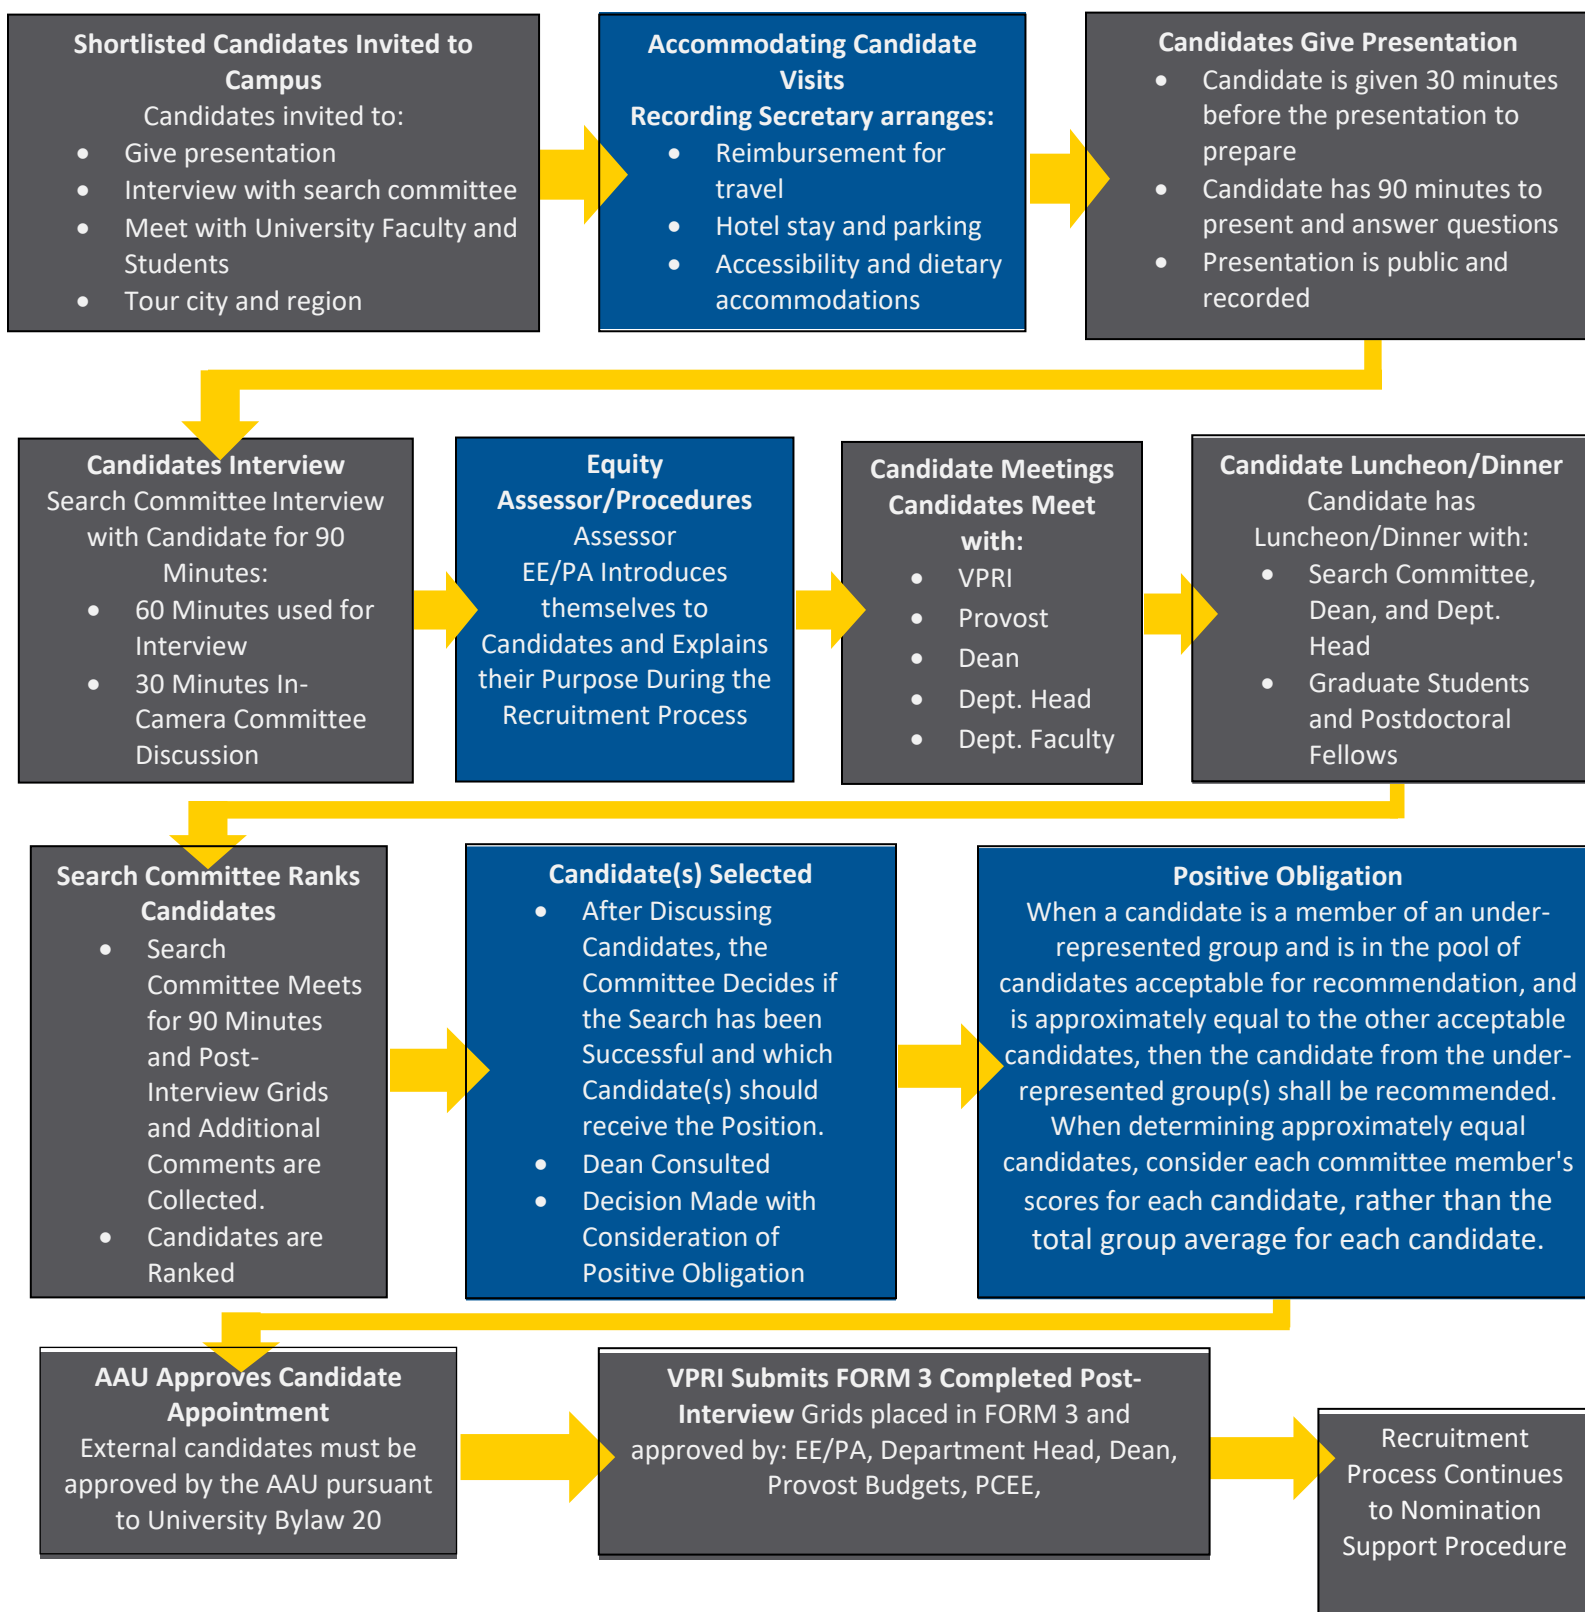 Shortlisted Candidates Invited to
Campus
Candidates invited to:
• Give presentation
• Interview with search committee
• Meet with University Faculty and
Students
• Tour city and region
Accommodating Candidate
Visits
Recording Secretary arranges:
• Reimbursement for
travel
• Hotel stay and parking
• Accessibility and dietary
accommodations
Candidates Give Presentation
• Candidate is given 30 minutes
before the presentation to
prepare
• Candidate has 90 minutes to
present and answer questions
• Presentation is public and
recorded
Candidates Interview
Search Committee Interview
with Candidate for 90
Minutes:
• 60 Minutes used for
Interview
• 30 Minutes In-
Camera Committee
Discussion
Equity
Assessor/Procedures
Assessor
EE/PA Introduces
themselves to
Candidates and Explains
their Purpose During the
Recruitment Process
Candidate Meetings
Candidates Meet
with:
• VPRI
• Provost
• Dean
• Dept. Head
• Dept. Faculty
Candidate Luncheon/Dinner
Candidate has
Luncheon/Dinner with:
• Search Committee,
Dean, and Dept.
Head
• Graduate Students
and Postdoctoral
Fellows
Search Committee Ranks
Candidates
• Search
Committee Meets
for 90 Minutes
and Post-
Interview Grids
and Additional
Comments are
Collected.
• Candidates are
Ranked
Candidate(s) Selected
• After Discussing
Candidates, the
Committee Decides if
the Search has been
Successful and which
Candidate(s) should
receive the Position.
• Dean Consulted
• Decision Made with
Consideration of
Positive Obligation
Positive Obligation
When a candidate is a member of an under-
represented group and is in the pool of
candidates acceptable for recommendation, and
is approximately equal to the other acceptable
candidates, then the candidate from the under-
represented group(s) shall be recommended.
When determining approximately equal
candidates, consider each committee member's
scores for each candidate, rather than the
total group average for each candidate.
AAU Approves Candidate
Appointment
External candidates must be
approved by the AAU pursuant
to University Bylaw 20
VPRI Submits FORM 3 Completed Post-
Interview Grids placed in FORM 3 and
approved by: EE/PA, Department Head, Dean,
Provost Budgets, PCEE,
Recruitment
Process Continues
to Nomination
Support Procedure